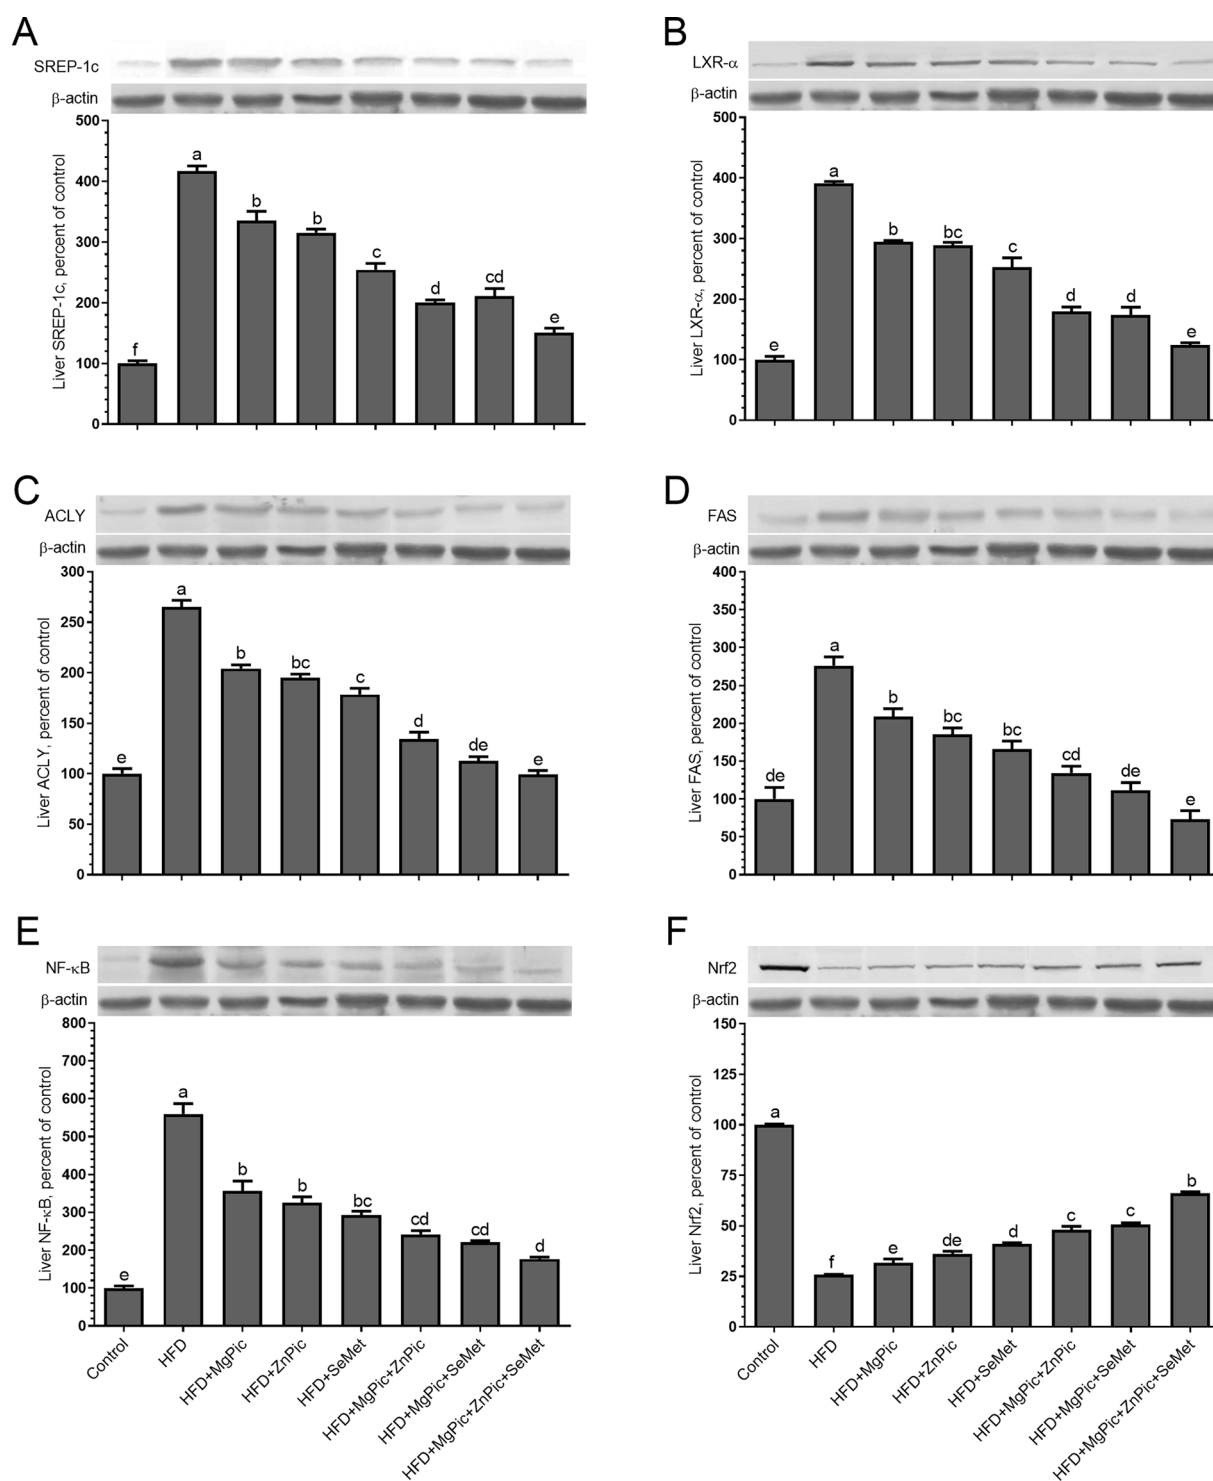 A
SREP-1c
β-actin
Liver SREP-1c, percent of control
500
400
300
200
100
0
f
a
b
b
c
d
cd
e
B
LXR-α
β-actin
Liver LXR-α, percent of control
500
400
300
200
100
0
e
a
b
bc
c
d
d
e
C
ACLY
β-actin
Liver ACLY, percent of control
300
250
200
150
100
50
0
e
a
b
bc
c
d
de
e
D
FAS
β-actin
Liver FAS, percent of control
400
350
300
250
200
150
100
50
0
de
a
b
bc
bc
cd
de
e
E
NF-κB
β-actin
Liver NF-κB, percent of control
800
700
600
500
400
300
200
100
0
e
a
b
b
bc
cd
cd
d
Control
HFD
HFD+MgPic
HFD+ZnPic
HFD+SeMet
HFD+MgPic+ZnPic
HFD+MgPic+SeMet
HFD+MgPic+ZnPic+SeMet
F
Nrf2
β-actin
Liver Nrf2, percent of control
150
125
100
75
50
25
0
a
f
e
de
d
c
c
b
Control
HFD
HFD+MgPic
HFD+ZnPic
HFD+SeMet
HFD+MgPic+ZnPic
HFD+MgPic+SeMet
HFD+MgPic+ZnPic+SeMet